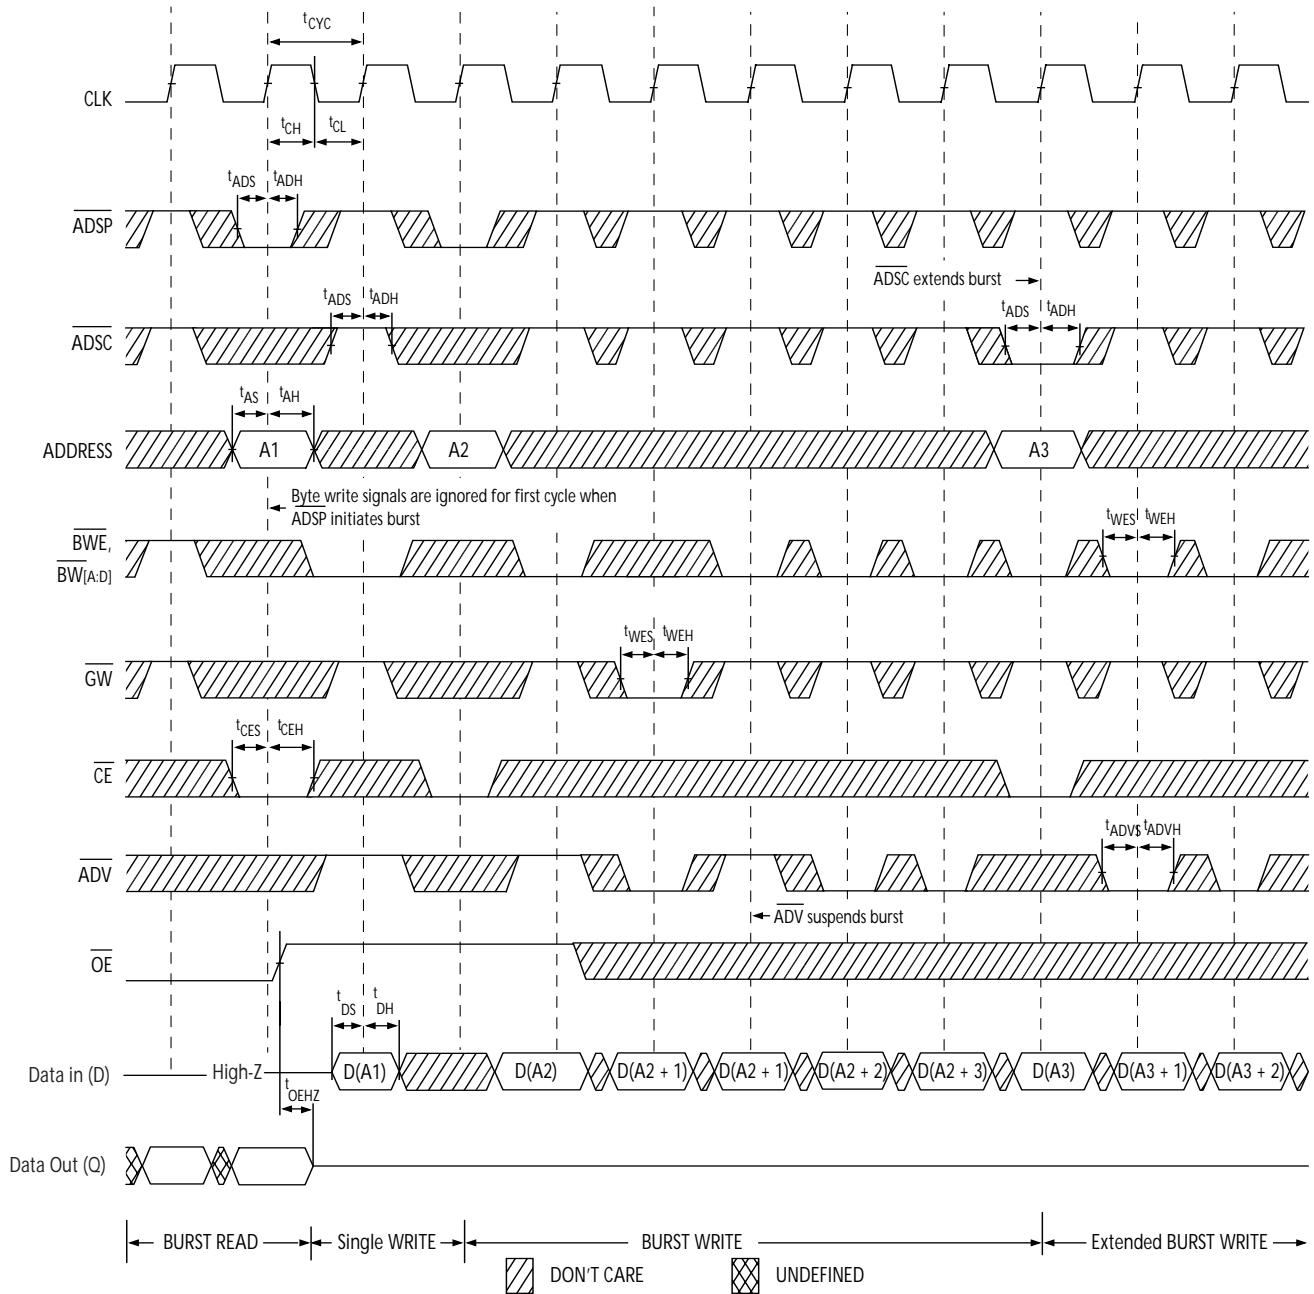 tCYC
CLK
tCH
tCL
tADS
tADH
ADSP
ADSC extends burst
tADS
tADH
tADS
tADH
ADSC
tAS
tAH
ADDRESS
A1
A2
A3
Byte write signals are ignored for first cycle when
ADSP initiates burst
BWE,
BW[A:D]
tWES
tWEH
tWES
tWEH
GW
tCES
tCEH
CE
tADVS
tADVH
ADV
ADV suspends burst
OE
tDS
tDH
Data in (D)
High-Z
D(A1)
D(A2)
D(A2 + 1)
D(A2 + 1)
D(A2 + 2)
D(A2 + 3)
D(A3)
D(A3 + 1)
D(A3 + 2)
tOEHZ
Data Out (Q)
BURST READ
Single WRITE
BURST WRITE
Extended BURST WRITE
DON'T CARE
UNDEFINED